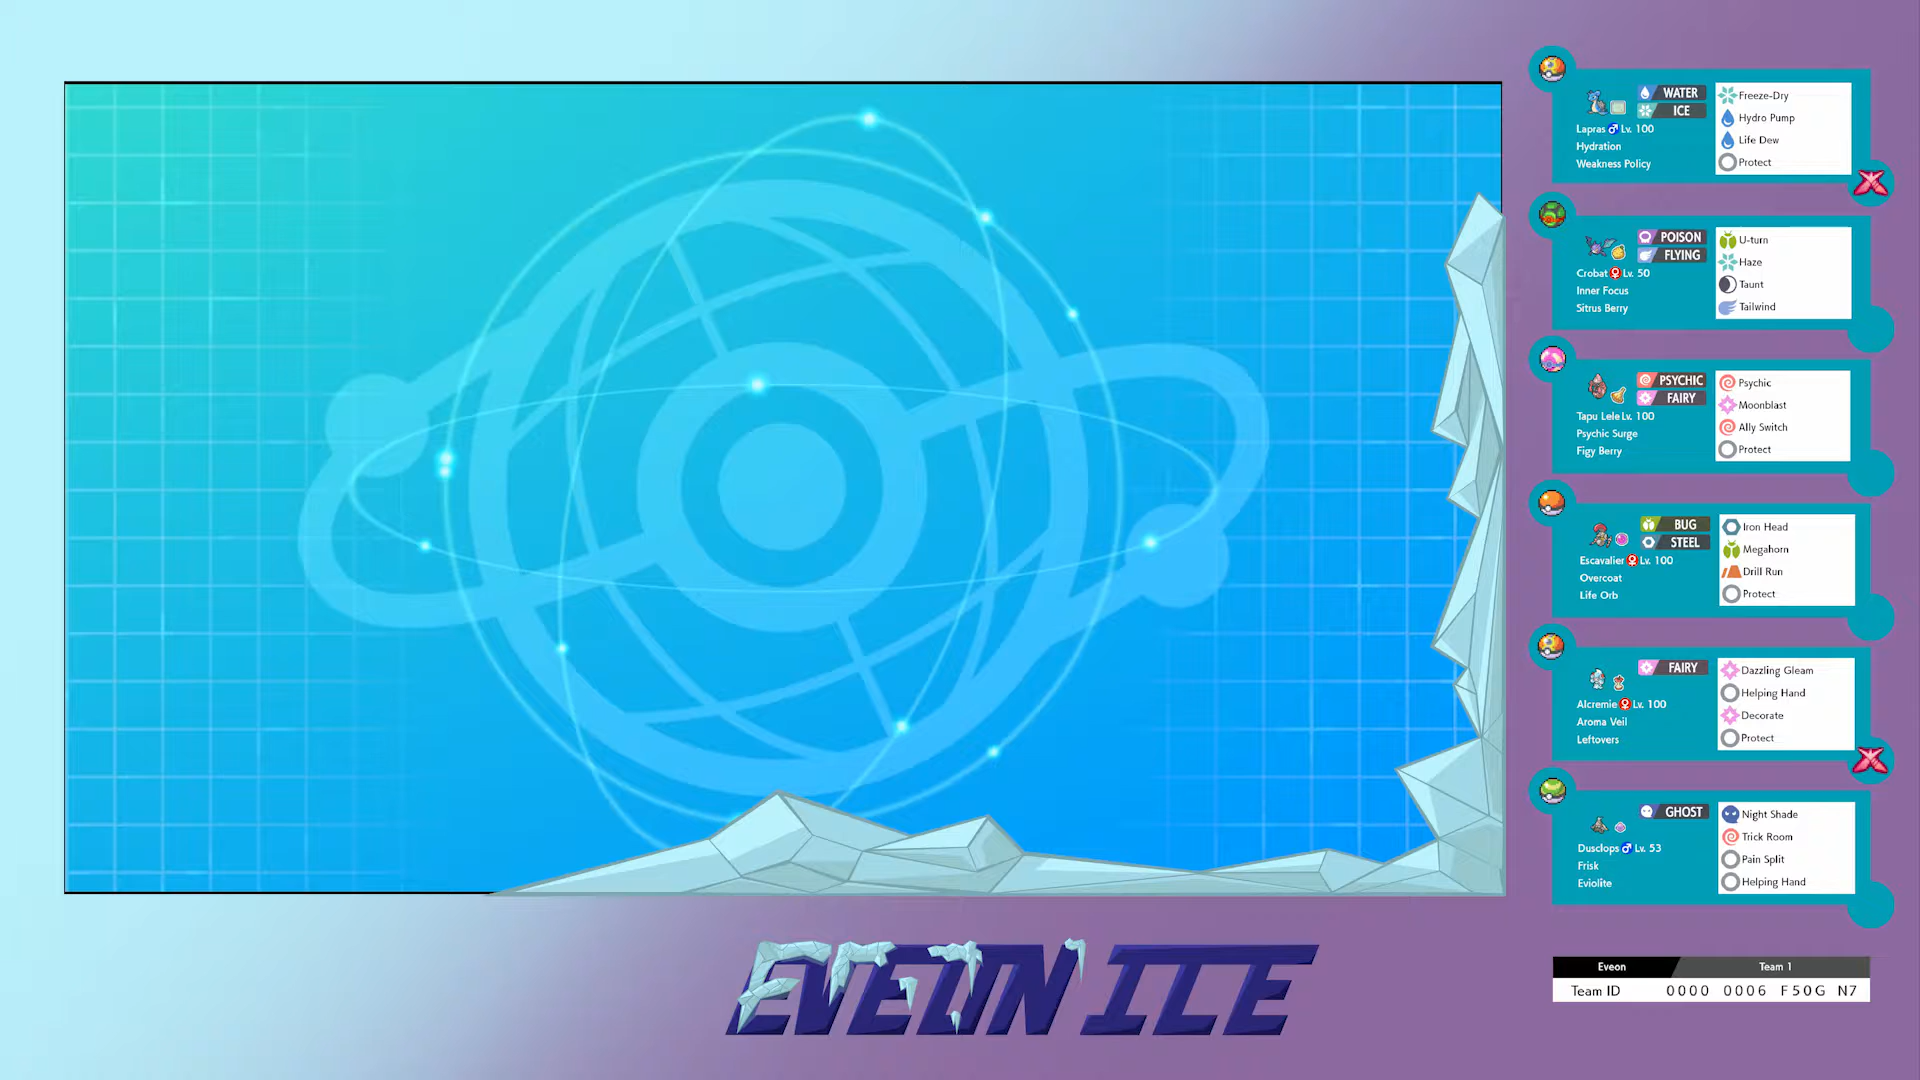 WATER
ICE
Lapras Lv. 100
Hydration
Weakness Policy
Freeze-Dry
Hydro Pump
Life Dew
Protect
POISON
FLYING
Crobat Lv. 50
Inner Focus
Sitrus Berry
U-turn
Haze
Taunt
Tailwind
PSYCHIC
FAIRY
Tapu Lele Lv. 100
Psychic Surge
Figy Berry
Psychic
Moonblast
Ally Switch
Protect
BUG
STEEL
Escavalier Lv. 100
Overcoat
Life Orb
Iron Head
Megahorn
Drill Run
Protect
FAIRY
Alcremie Lv. 100
Aroma Veil
Leftovers
Dazzling Gleam
Helping Hand
Decorate
Protect
GHOST
Dusclops Lv. 53
Frisk
Eviolite
Night Shade
Trick Room
Pain Split
Helping Hand
EVEON ICE
Eveon Team 1
Team ID 0000 0006 F50G N7